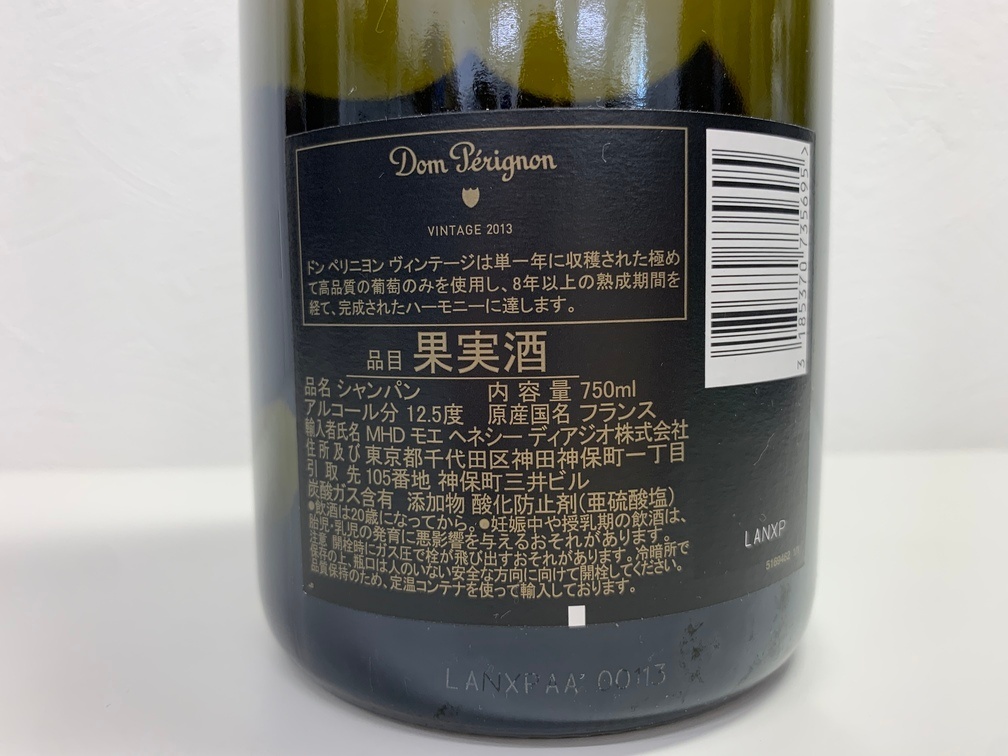 Dom Pérignon
VINTAGE 2013
ドン ペリニヨン ヴィンテージは単一年に収穫された極め
て高品質の葡萄のみを使用し、8年以上の熟成期間を
経て、完成されたハーモニーに達します。
品目 果実酒
品名 シャンパン 内容量 750ml
アルコール分 12.5度 原産国名 フランス
輸入者氏名 MHD モエ ヘネシー ディアジオ株式会社
住所及び 東京都千代田区神田神保町一丁目
引取先 105番地 神保町三井ビル
炭酸ガス含有 添加物 酸化防止剤(亜硫酸塩)
●飲酒は20歳になってから。●妊娠中や授乳期の飲酒は、
胎児・乳児の発育に悪影響を与えるおそれがあります。
注意 開栓時にガス圧で栓が飛び出すおそれがあります。冷暗所で
保存の上、瓶口は人のいない安全な方向に向けて開栓してください。
品質保持のため、定温コンテナを使って輸入しております。
3 185370 735695 >
LANXP
LANXPAA 00113